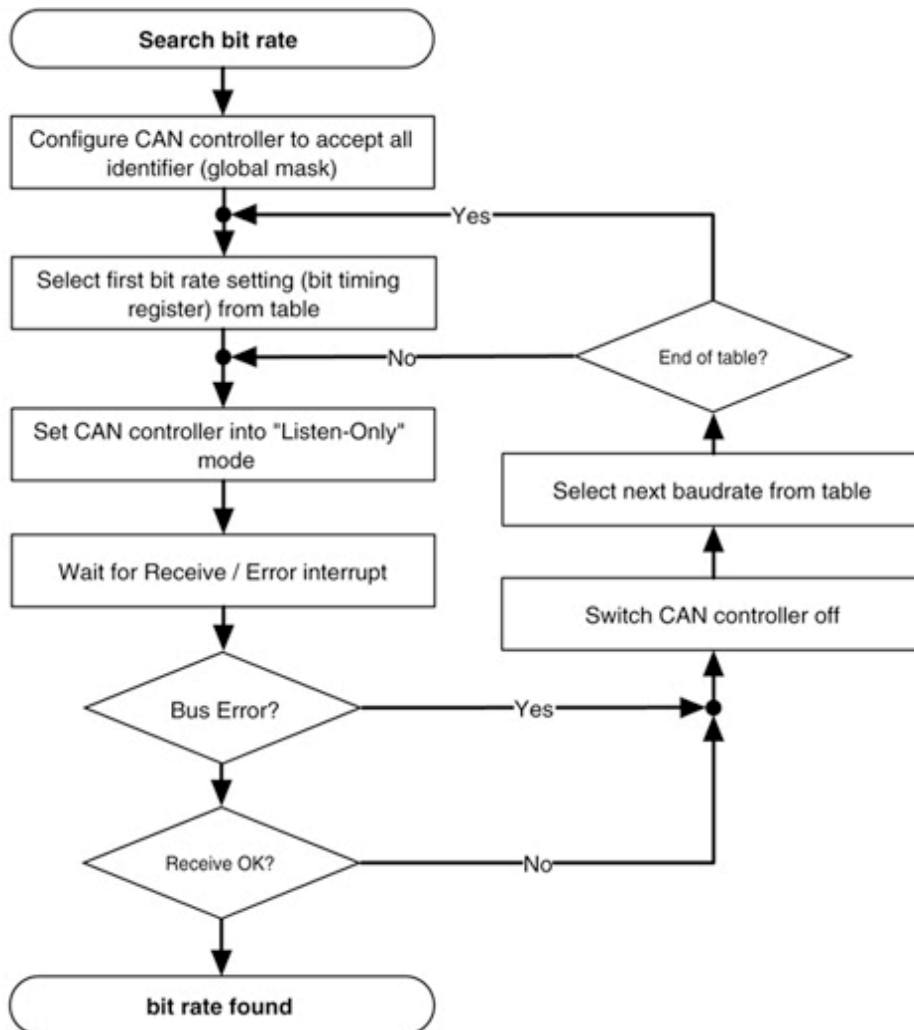 Search bit rate
Configure CAN controller to accept all
identifier (global mask)
Yes
Select first bit rate setting (bit timing
register) from table
No
End of table?
Set CAN controller into "Listen-Only"
mode
Select next baudrate from table
Wait for Receive / Error interrupt
Switch CAN controller off
Bus Error?
Yes
Receive OK?
No
bit rate found